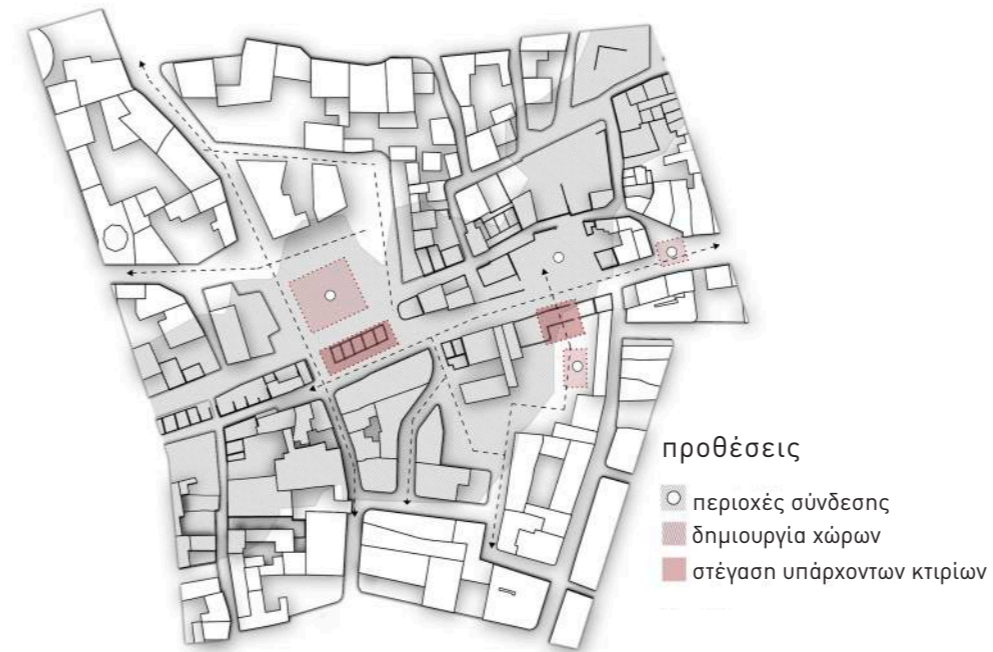 προθέσεις
περιοχές σύνδεσης
δημιουργία χώρων
στέγαση υπάρχοντων κτιρίων